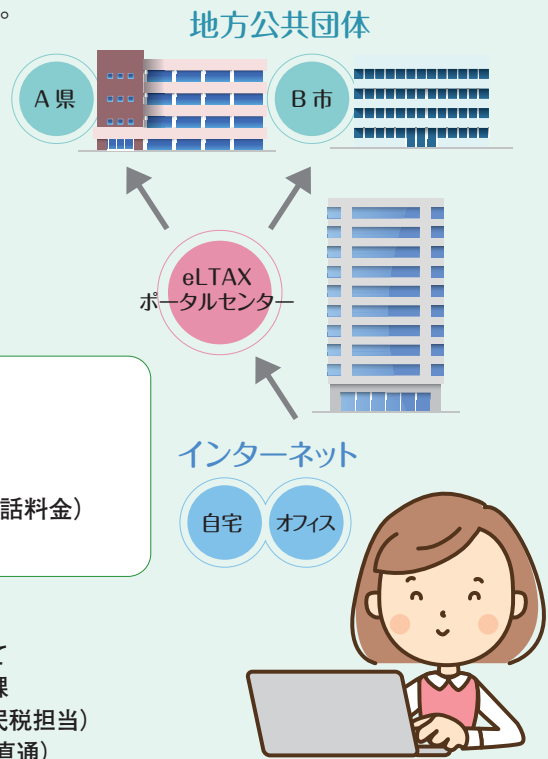 。
地方公共団体
A県
B市
eLTAX
ポータルセンター
インターネット
自宅
オフィス
話料金）
て
課
民税担当）
直通）